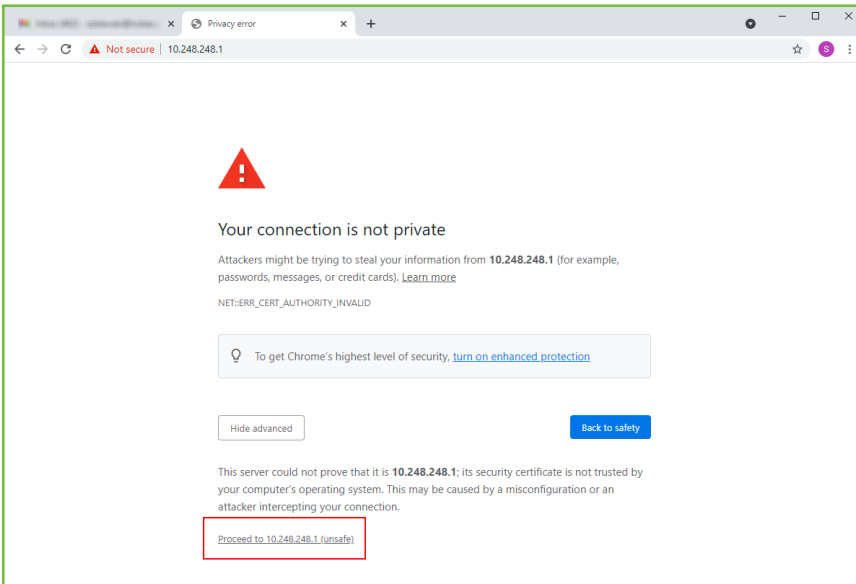 Privacy error
Not secure 10.248.248.1
S
Your connection is not private
Attackers might be trying to steal your information from 10.248.248.1 (for example,
passwords, messages, or credit cards). Learn more
NET::ERR_CERT_AUTHORITY_INVALID
To get Chrome's highest level of security, turn on enhanced protection
Hide advanced Back to safety
This server could not prove that it is 10.248.248.1; its security certificate is not trusted by
your computer's operating system. This may be caused by a misconfiguration or an
attacker intercepting your connection.
Proceed to 10.248.248.1 (unsafe)